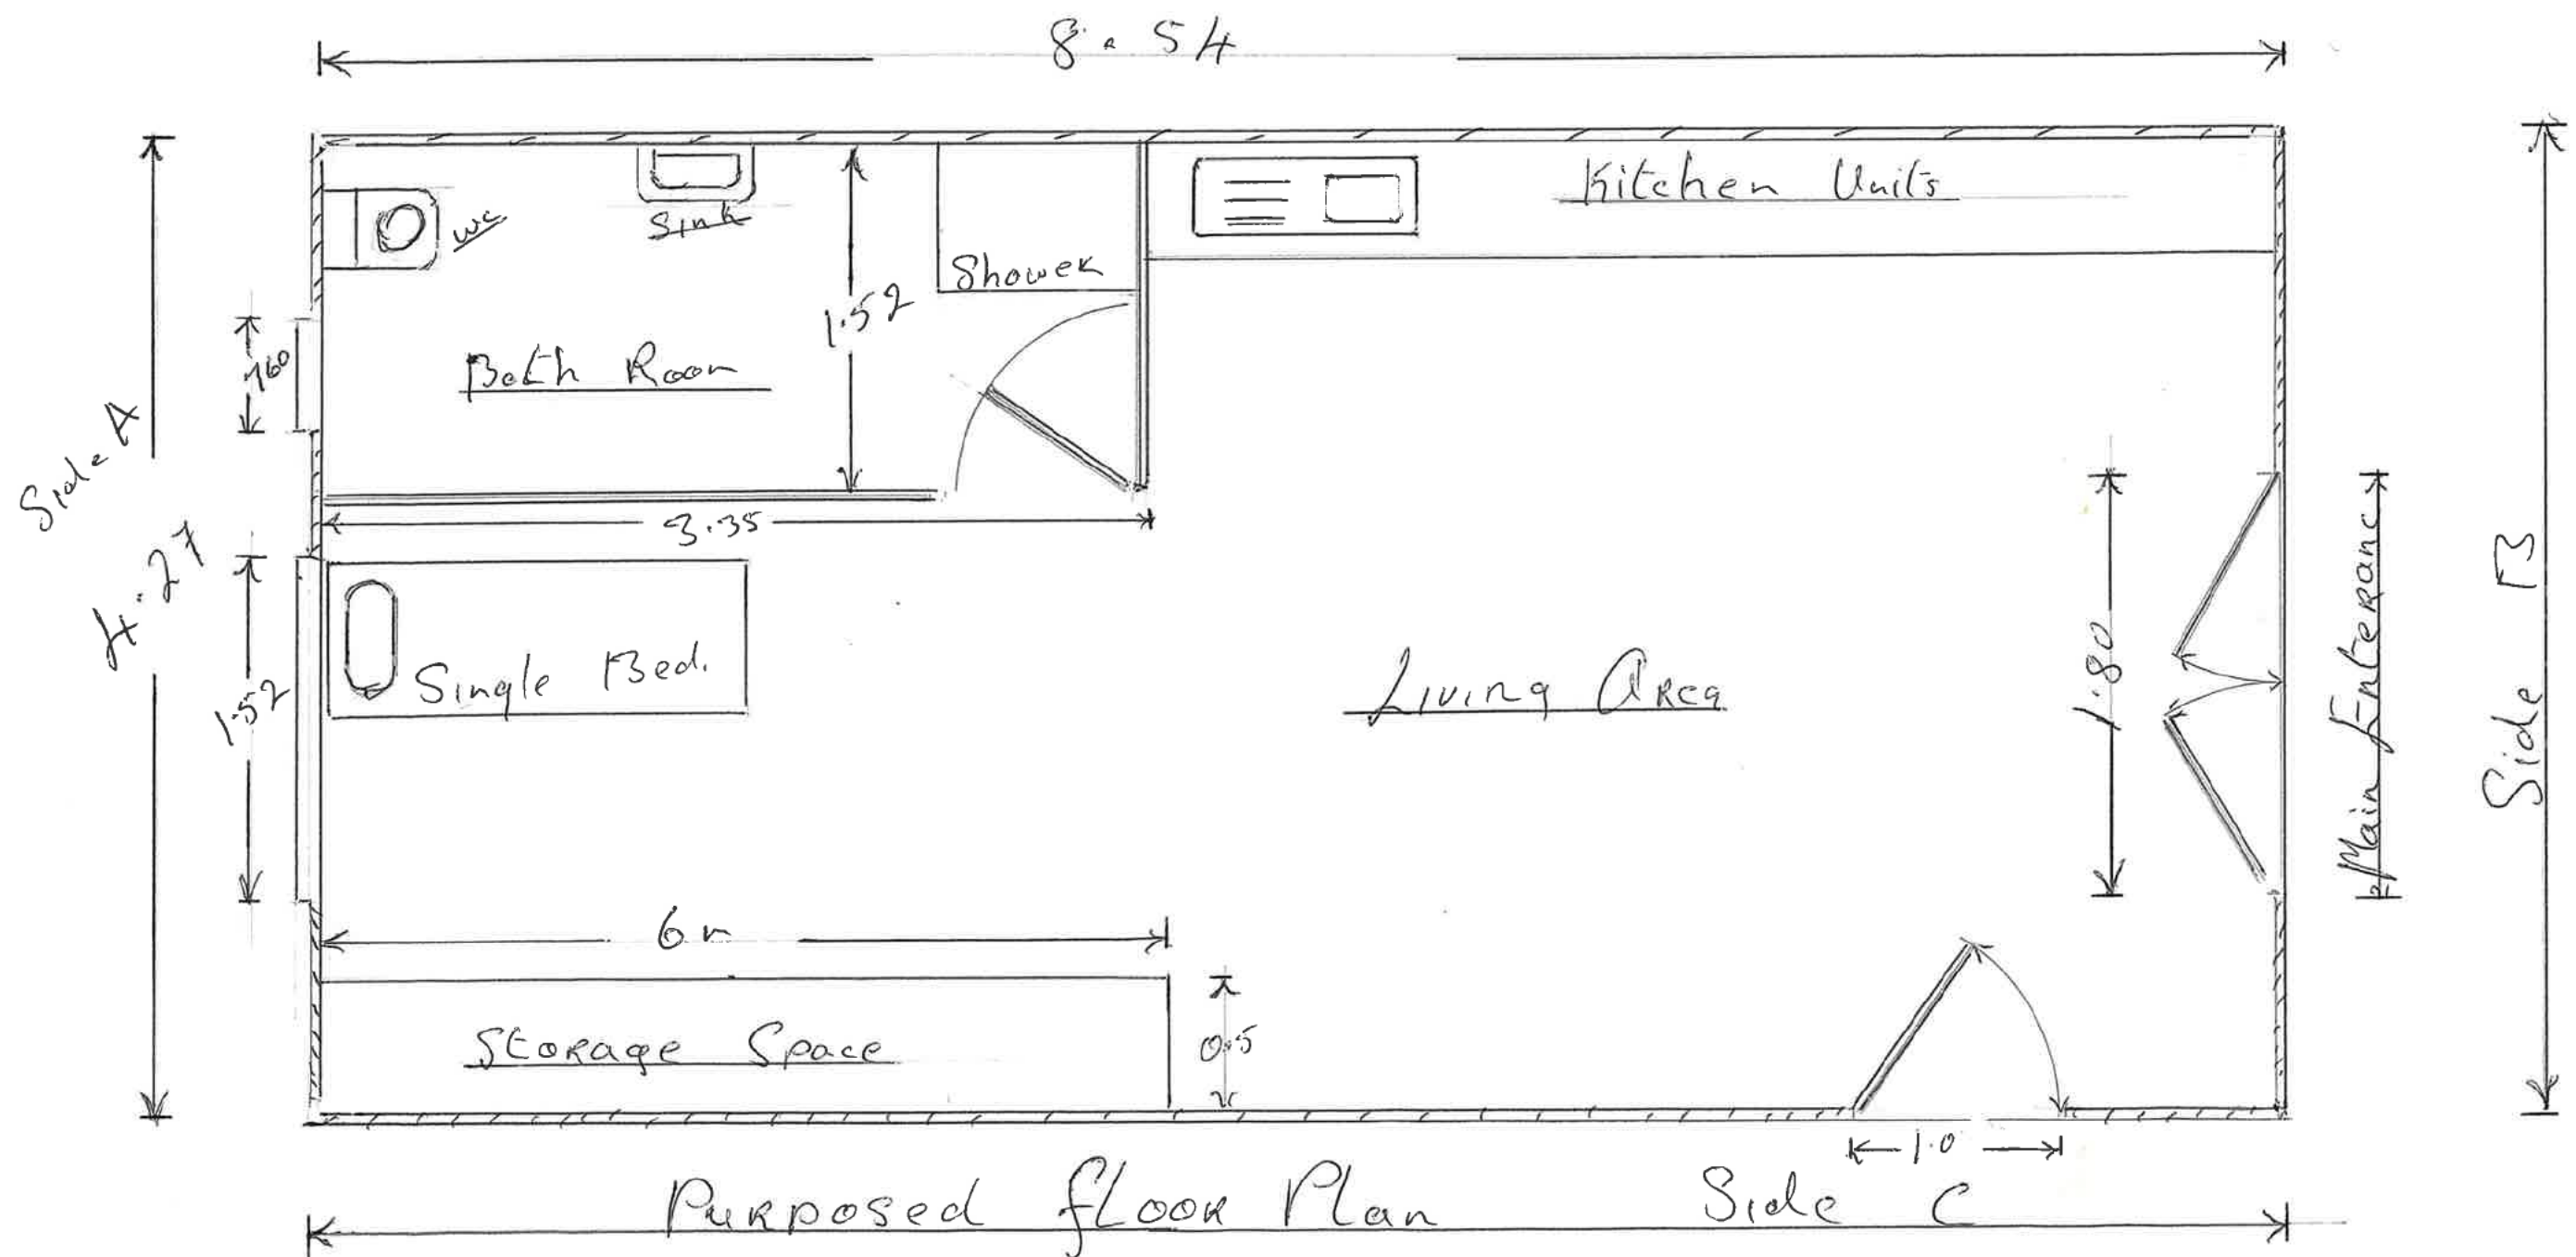 8.54
Kitchen Units
WC
Sink
Shower
1.52
.760
Bath Room
Side A
4.27
3.35
1.52
Single Bed.
Living Area
1.80
Main Enterance
Side B
6m
Storage Space
0.5
1.0
Purposed floor Plan
Side C